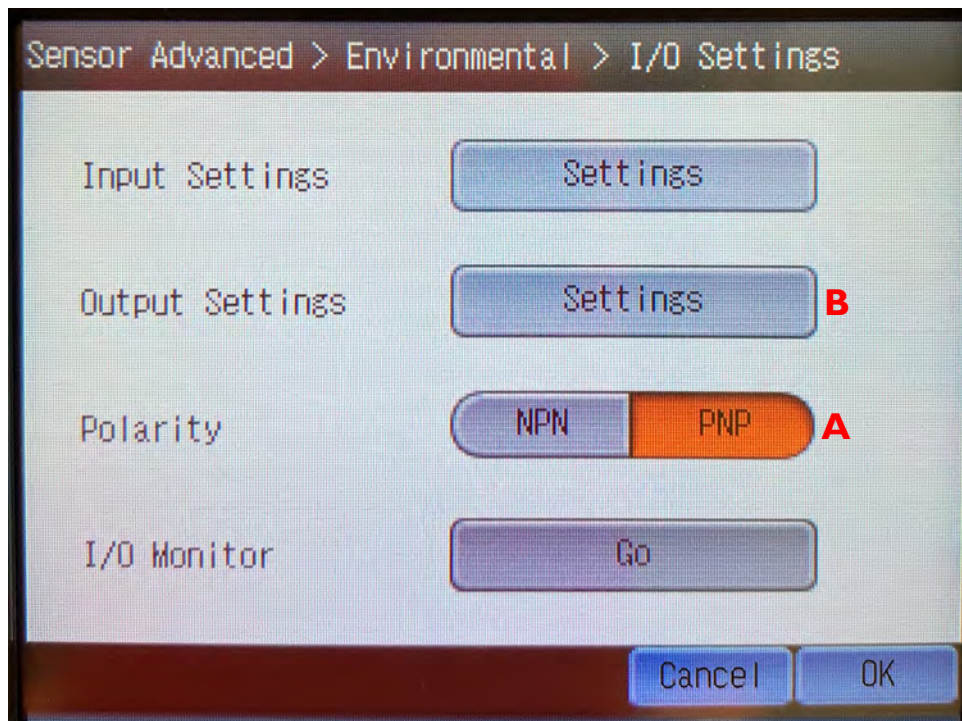 Sensor Advanced > Environmental > I/O Settings
Input Settings Settings
Output Settings Settings B
Polarity NPN PNP A
I/O Monitor Go
Cancel OK